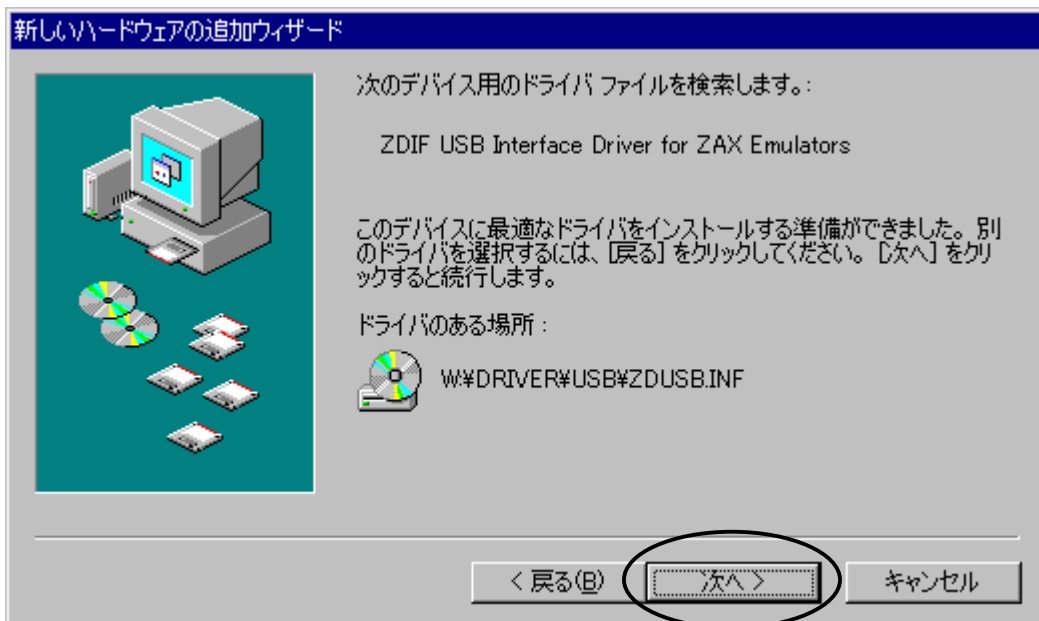 新しいハードウェアの追加ウィザード
次のデバイス用のドライバ ファイルを検索します。:
ZDIF USB Interface Driver for ZAX Emulators
このデバイスに最適なドライバをインストールする準備ができました。別
のドライバを選択するには、[戻る] をクリックしてください。[次へ] をクリ
ックすると続行します。
ドライバのある場所 :
W:¥DRIVER¥USB¥ZDUSB.INF
< 戻る(B)
次へ >
キャンセル